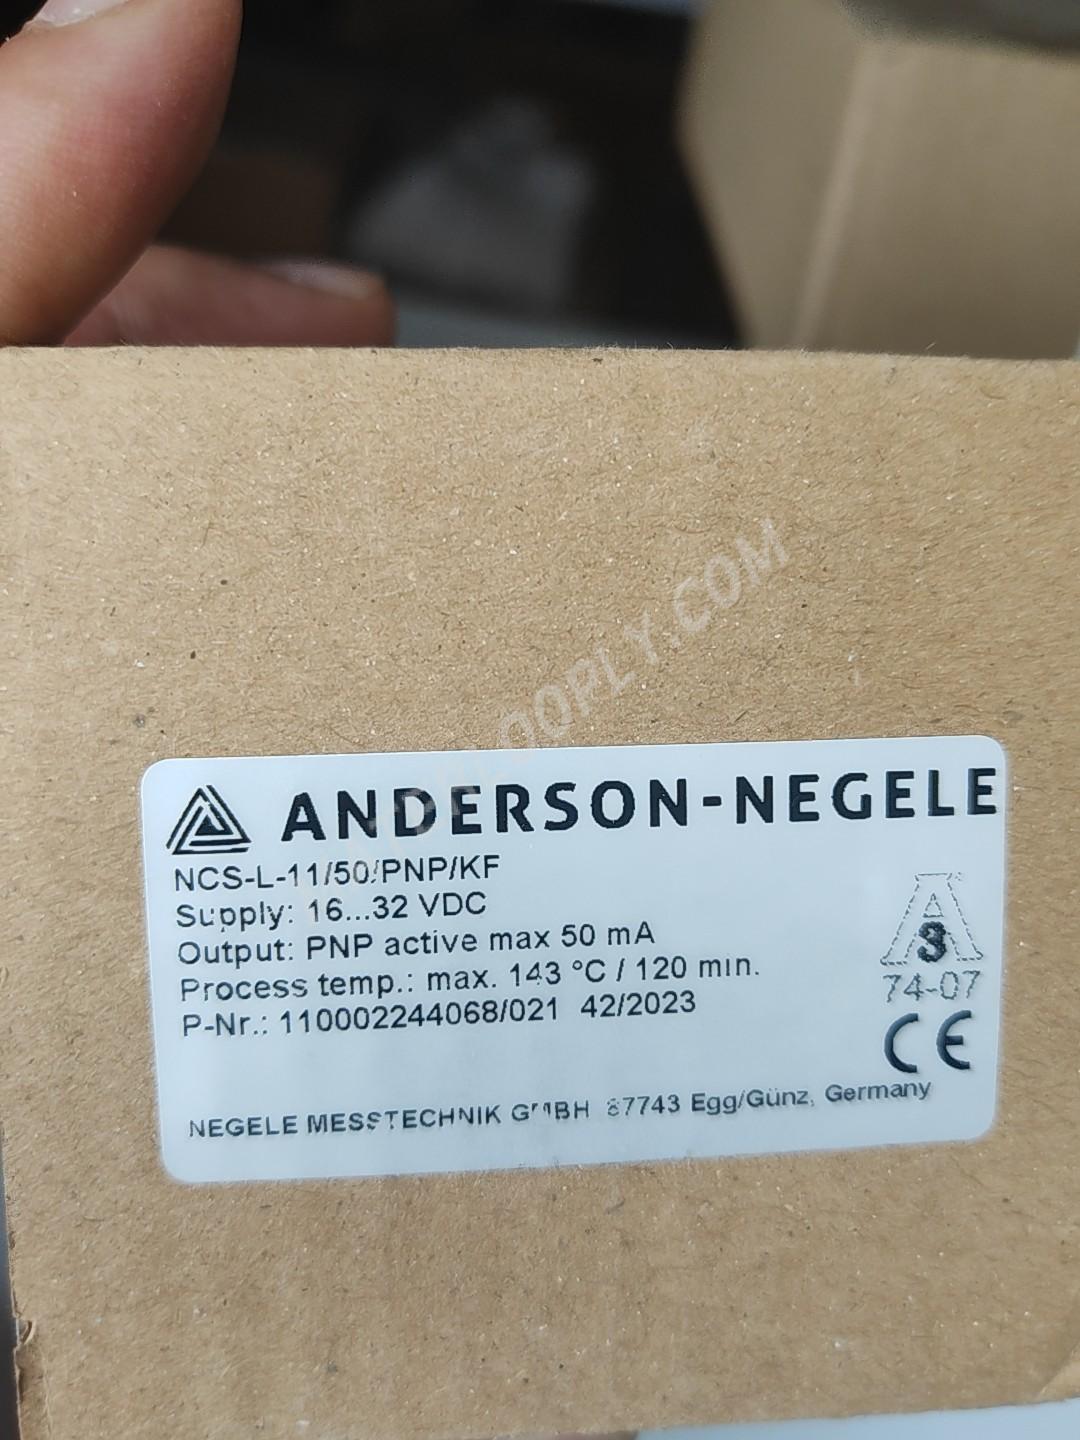 ANDERSON-NEGELE
NCS-L-11/50/PNP/KF
Supply: 16...32 VDC
Output: PNP active max 50 mA
Process temp.: max. 143 °C / 120 min.
P-Nr.: 110002244068/021 42/2023
A
3
74-07
CE
NEGELE MESSTECHNIK GMBH 87743 Egg/Günz, Germany